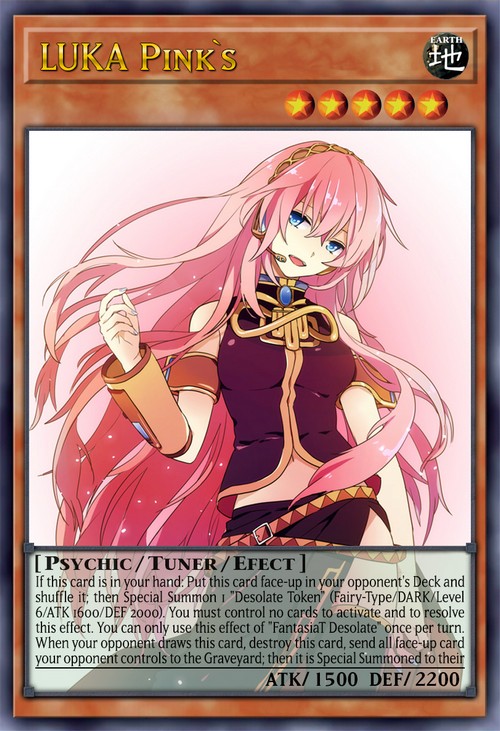 LUKA Pink`s
EARTH
地
[ Psychic / Tuner / Efect ]
If this card is in your hand: Put this card face-up in your opponent's Deck and
shuffle it; then Special Summon 1 "Desolate Token" (Fairy-Type/DARK/Level
6/ATK 1600/DEF 2000). You must control no cards to activate and to resolve
this effect. You can only use this effect of "FantasiaT Desolate" once per turn.
When your opponent draws this card, destroy this card, send all face-up card
your opponent controls to the Graveyard; then it is Special Summoned to their
ATK/ 1500 DEF/ 2200